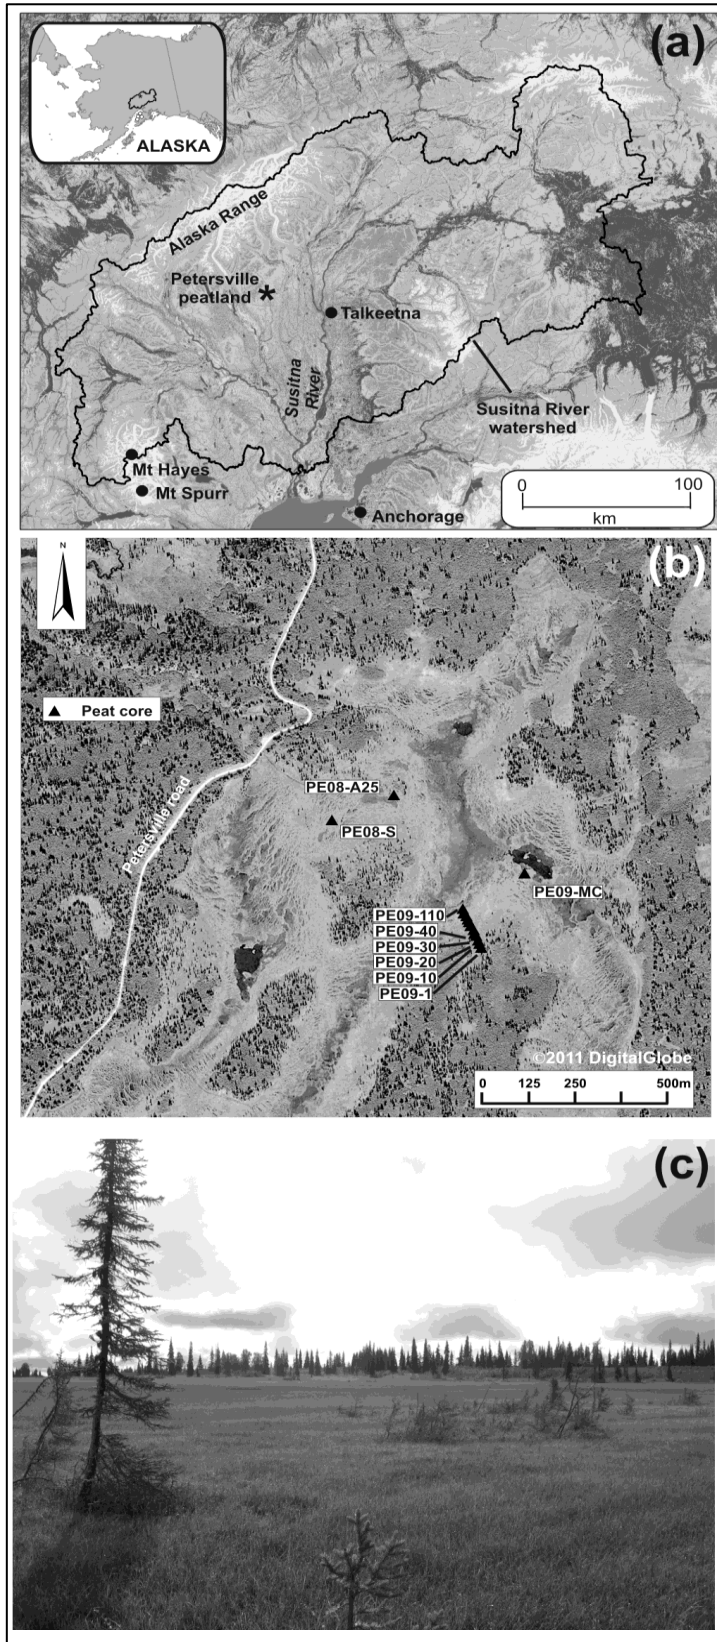 (a)
ALASKA
Alaska Range
Petersville
peatland
Talkeetna
Susitna
River
Susitna River
watershed
Mt Hayes
Mt Spurr
Anchorage
0 100
km
(b)
N
Peat core
Petersville road
PE08-A25
PE08-S
PE09-MC
PE09-110
PE09-40
PE09-30
PE09-20
PE09-10
PE09-1
©2011 DigitalGlobe
0 125 250 500m
(c)